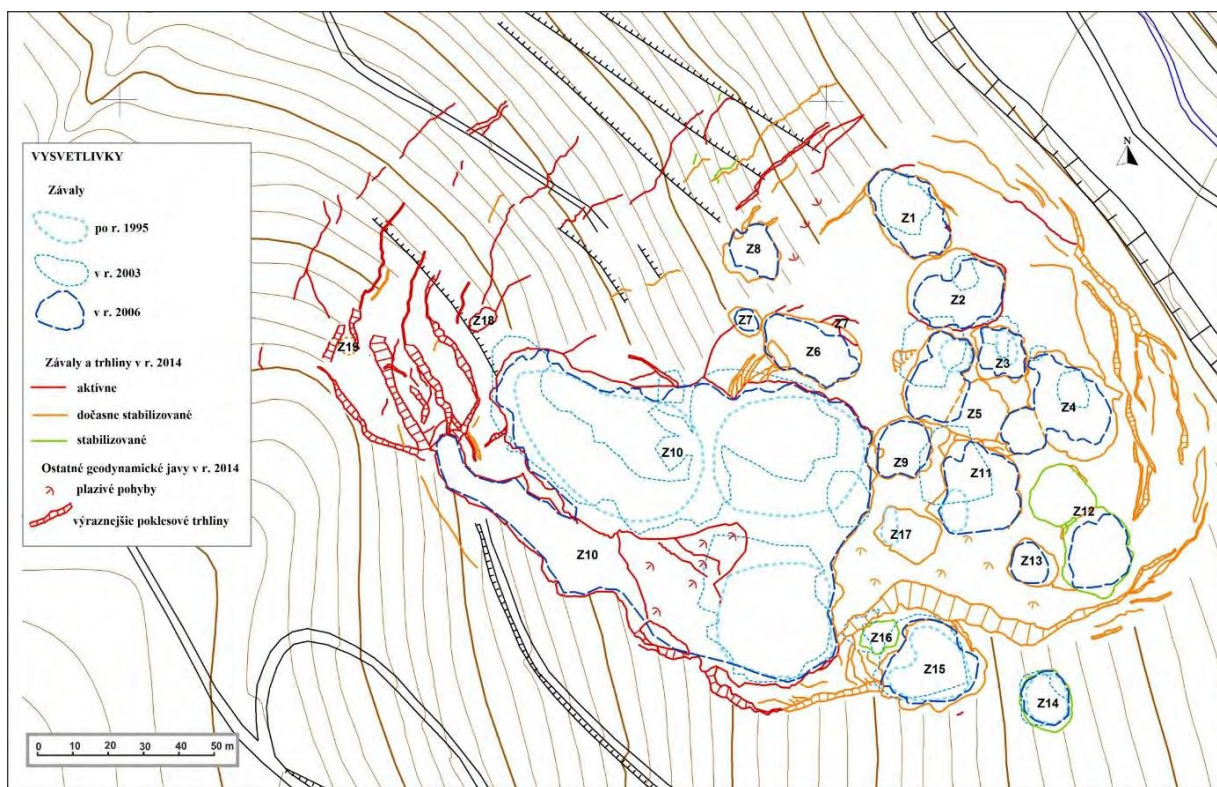 VYSVETLIVKY
Závaly
po r. 1995
v r. 2003
v r. 2006
Závaly a trhliny v r. 2014
aktívne
dočasne stabilizované
stabilizované
Ostatné geodynamické javy v r. 2014
plazivé pohyby
výraznejšie poklesové trhliny
0 10 20 30 40 50 m
N
Z1
Z8
Z2
Z18
Z7
Z7
Z19
Z6
Z3
Z4
Z5
Z10
Z9
Z11
Z12
Z17
Z10
Z13
Z16
Z15
Z14